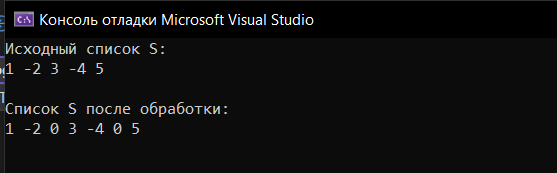 Консоль отладки Microsoft Visual Studio
Исходный список S:
1 -2 3 -4 5
Список S после обработки:
1 -2 0 3 -4 0 5